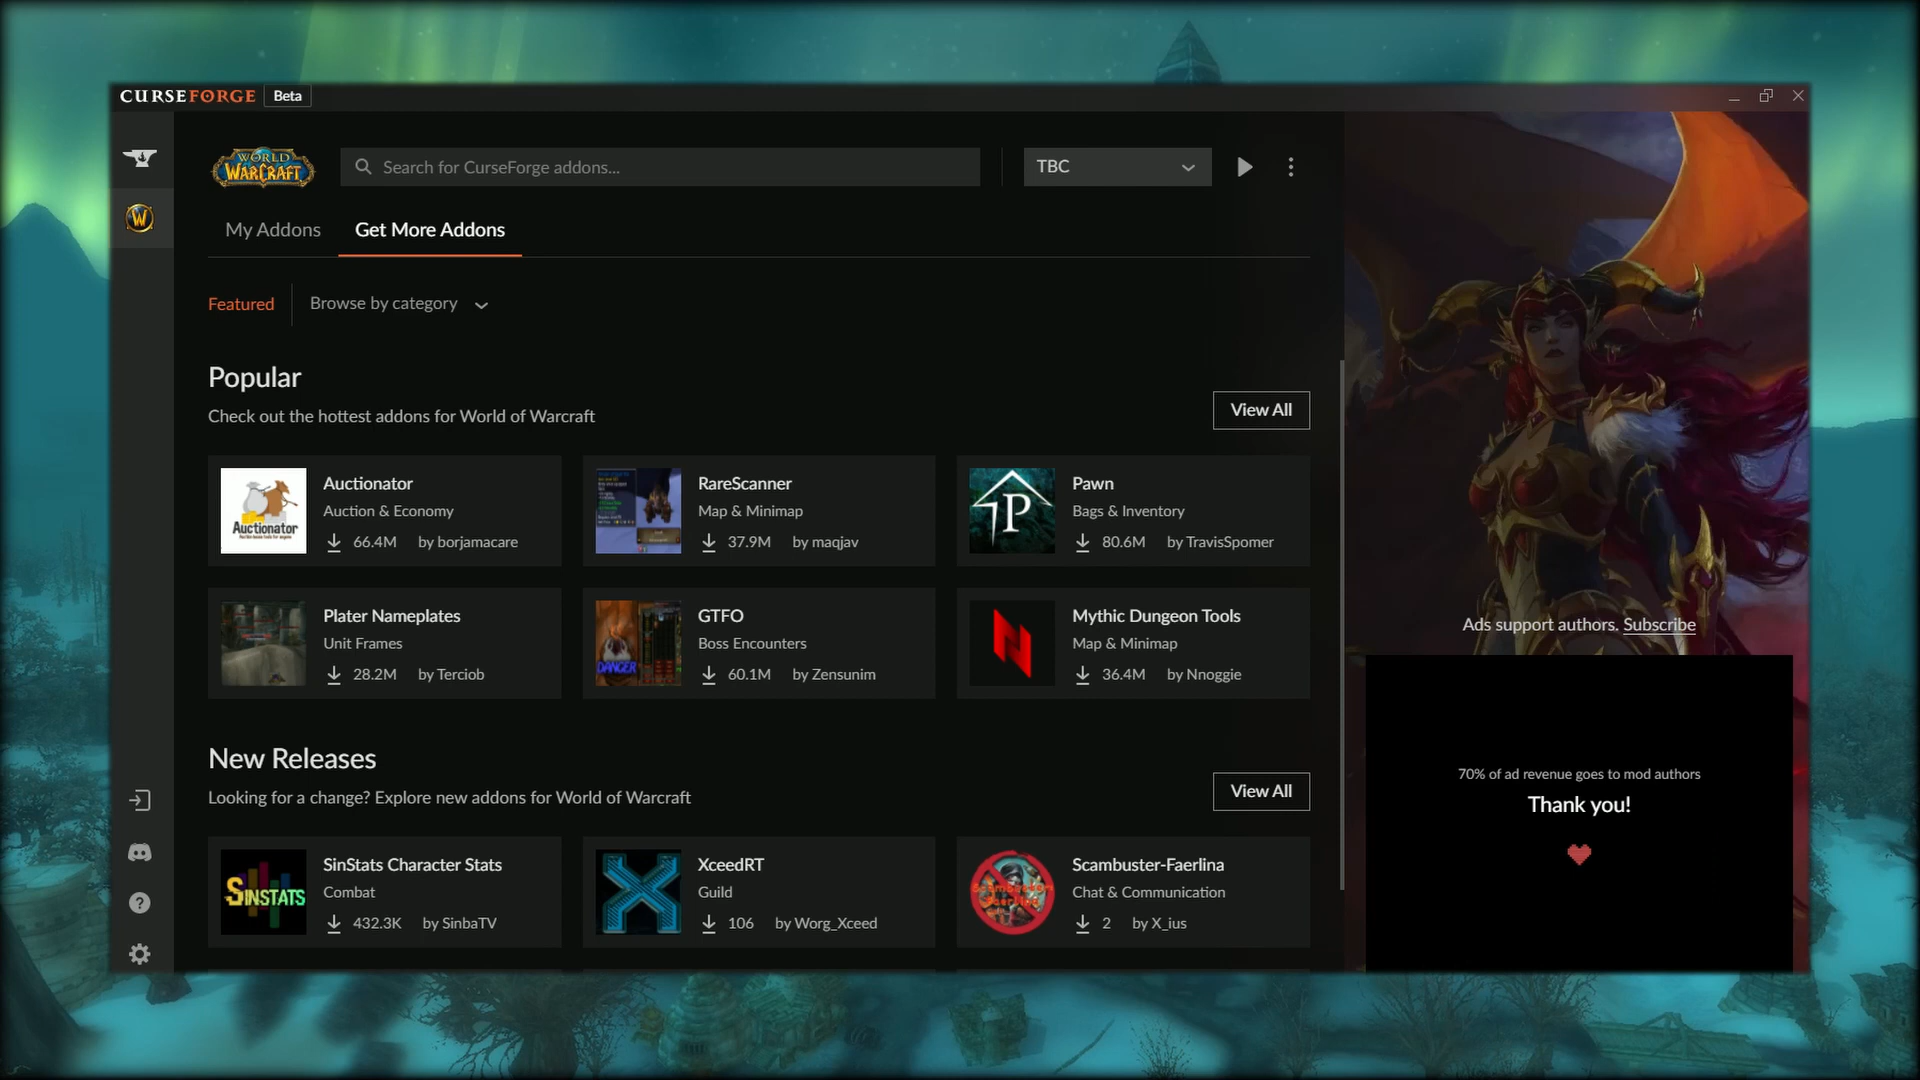 CURSEFORGE Beta
WORLD
WARCRAFT
Search for CurseForge addons...
TBC
My Addons
Get More Addons
Featured
Browse by category
Popular
Check out the hottest addons for World of Warcraft
View All
Auctionator
Auctionator
Auction & Economy
66.4M by borjamacare
RareScanner
Map & Minimap
37.9M by maqjav
P
Pawn
Bags & Inventory
80.6M by TravisSpomer
Plater Nameplates
Unit Frames
28.2M by Terciob
DANGER
GTFO
Boss Encounters
60.1M by Zensunim
Mythic Dungeon Tools
Map & Minimap
36.4M by Nnoggie
New Releases
Looking for a change? Explore new addons for World of Warcraft
View All
SINSTATS
SinStats Character Stats
Combat
432.3K by SinbaTV
XceedRT
Guild
106 by Worg_Xceed
Scambuster-Faerlina
Chat & Communication
2 by X_ius
Ads support authors. Subscribe
70% of ad revenue goes to mod authors
Thank you!